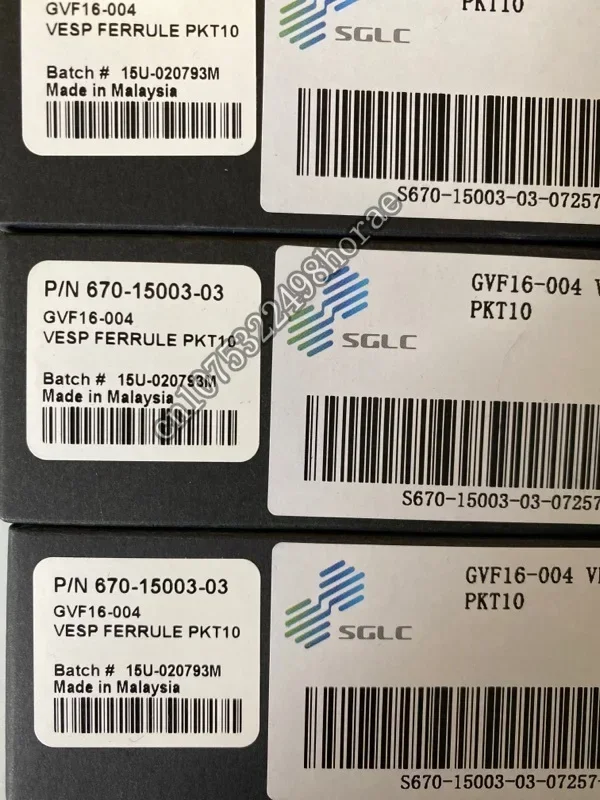 GVF16-004
VESP FERRULE PKT10
Batch # 15U-020793M
Made in Malaysia
PKT10
SGLC
S670-15003-03-07257
P/N 670-15003-03
GVF16-004
VESP FERRULE PKT10
Batch # 15U-020793M
Made in Malaysia
GVF16-004 V
PKT10
SGLC
S670-15003-03-07257
P/N 670-15003-03
GVF16-004
VESP FERRULE PKT10
Batch # 15U-020793M
Made in Malaysia
GVF16-004 VE
PKT10
SGLC
S670-15003-03-07257
cn1075322498horae